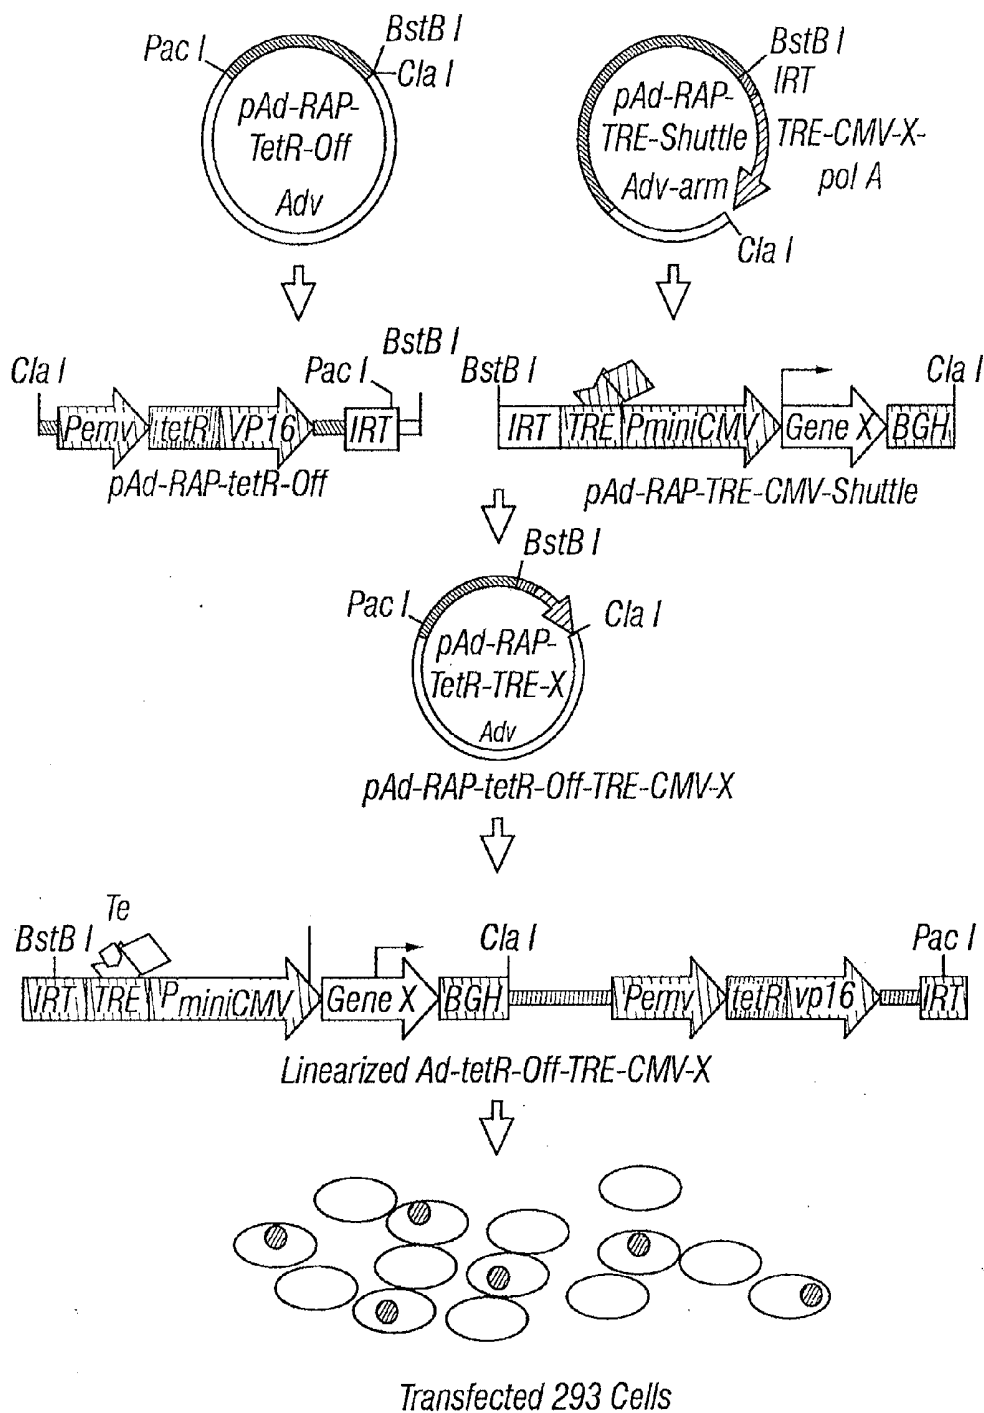 Pac I
BstB I
Cla I
pAd-RAP-
TetR-Off
Adv
BstB I
IRT
pAd-RAP-
TRE-Shuttle
Adv-arm
TRE-CMV-X-
pol A
Cla I
Cla I
Pac I
BstB I
Pemv
tetR
VP16
IRT
pAd-RAP-tetR-Off
BstB I
Cla I
IRT
TRE
PminiCMV
Gene X
BGH
pAd-RAP-TRE-CMV-Shuttle
BstB I
Pac I
Cla I
pAd-RAP-
TetR-TRE-X
Adv
pAd-RAP-tetR-Off-TRE-CMV-X
Te
BstB I
Cla I
Pac I
IRT
TRE
PminiCMV
Gene X
BGH
Pemv
tetR
vp16
IRT
Linearized Ad-tetR-Off-TRE-CMV-X
Transfected 293 Cells